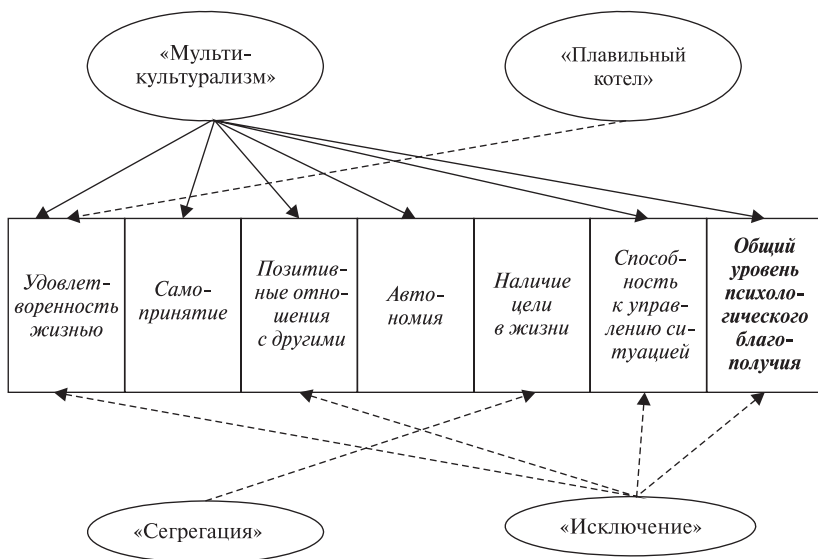 «Мульти-
культурализм»
«Плавильный
котел»
Удовлет-
воренность
жизнью
Само-
принятие
Позитив-
ные отно-
шения
с другими
Авто-
номия
Наличие
цели
в жизни
Способ-
ность
к управ-
лению си-
туацией
Общий
уровень
психоло-
гического
благо-
получия
«Сегрегация»
«Исключение»